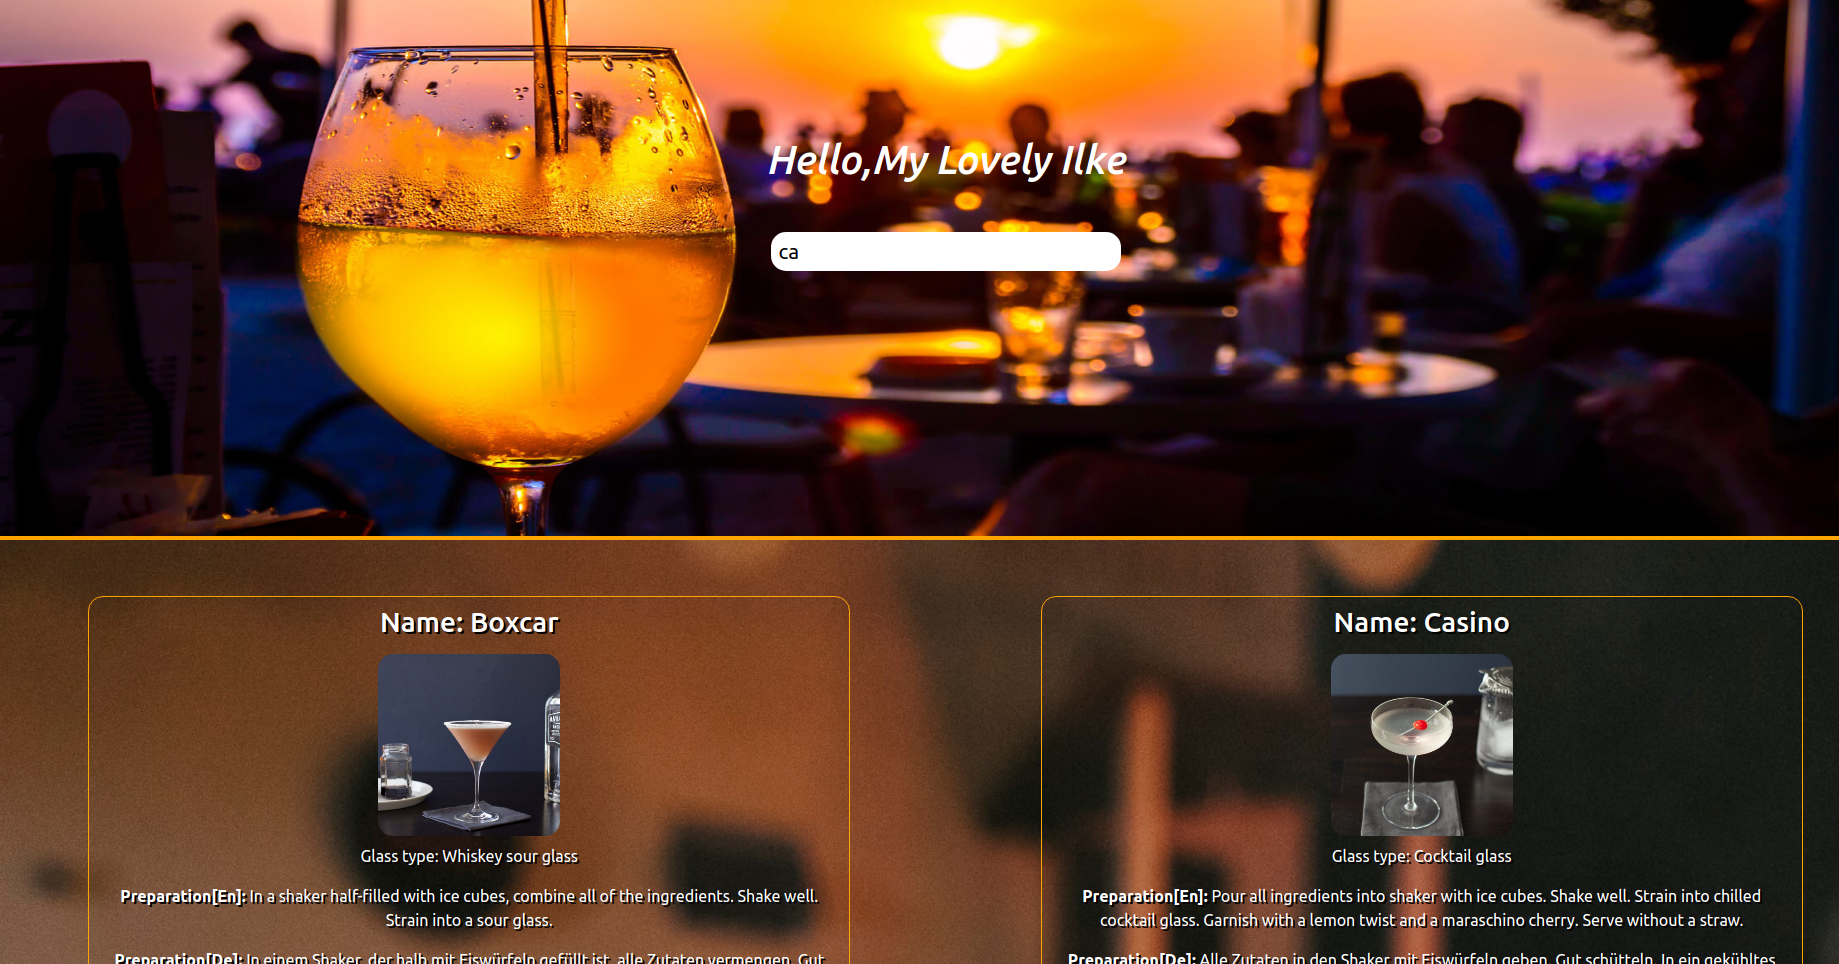 Hello,My Lovely Ilke
ca
Name: Boxcar
Glass type: Whiskey sour glass
Preparation[En]: In a shaker half-filled with ice cubes, combine all of the ingredients. Shake well.
Strain into a sour glass.
Preparation[De]: In einem Shaker, der halb mit Eiswürfeln gefüllt ist, alle Zutaten vermengen. Gut
Name: Casino
Glass type: Cocktail glass
Preparation[En]: Pour all ingredients into shaker with ice cubes. Shake well. Strain into chilled
cocktail glass. Garnish with a lemon twist and a maraschino cherry. Serve without a straw.
Preparation[De]: Alle Zutaten in den Shaker mit Eiswürfeln geben. Gut schütteln. In ein gekühltes